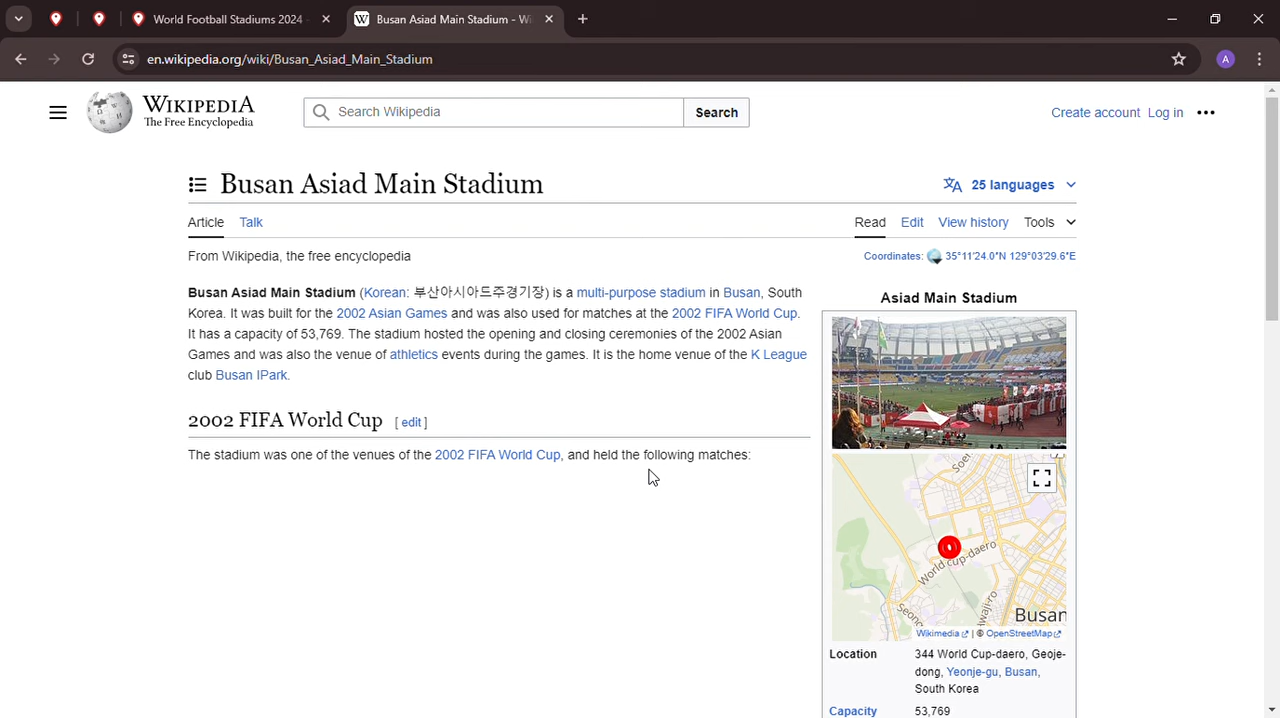 World Football Stadiums 2024 -
Busan Asiad Main Stadium - Wi
en.wikipedia.org/wiki/Busan_Asiad_Main_Stadium
A
WIKIPEDIA
The Free Encyclopedia
Search Wikipedia
Search
Create account Log in
Busan Asiad Main Stadium
25 languages
Article Talk
Read Edit View history Tools
From Wikipedia, the free encyclopedia
Coordinates: 35°11′24.0″N 129°03′29.6″E
Busan Asiad Main Stadium (Korean: 부산아시아드주경기장) is a multi-purpose stadium in Busan, South
Korea. It was built for the 2002 Asian Games and was also used for matches at the 2002 FIFA World Cup.
It has a capacity of 53,769. The stadium hosted the opening and closing ceremonies of the 2002 Asian
Games and was also the venue of athletics events during the games. It is the home venue of the K League
club Busan IPark.
2002 FIFA World Cup [ edit ]
The stadium was one of the venues of the 2002 FIFA World Cup, and held the following matches:
Asiad Main Stadium
World cup-daero
Busan
Wikimedia | © OpenStreetMap
Location 344 World Cup-daero, Geoje-
dong, Yeonje-gu, Busan,
South Korea
Capacity 53,769